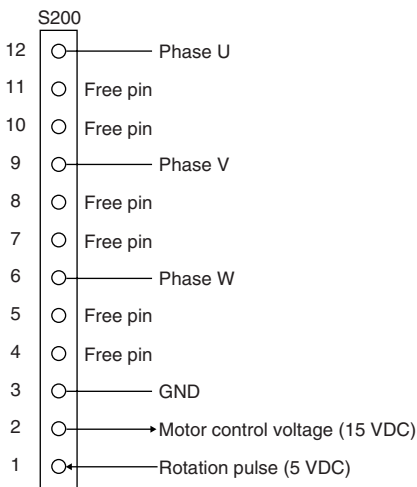 S200
12 Phase U
11 Free pin
10 Free pin
9 Phase V
8 Free pin
7 Free pin
6 Phase W
5 Free pin
4 Free pin
3 GND
2 Motor control voltage (15 VDC)
1 Rotation pulse (5 VDC)